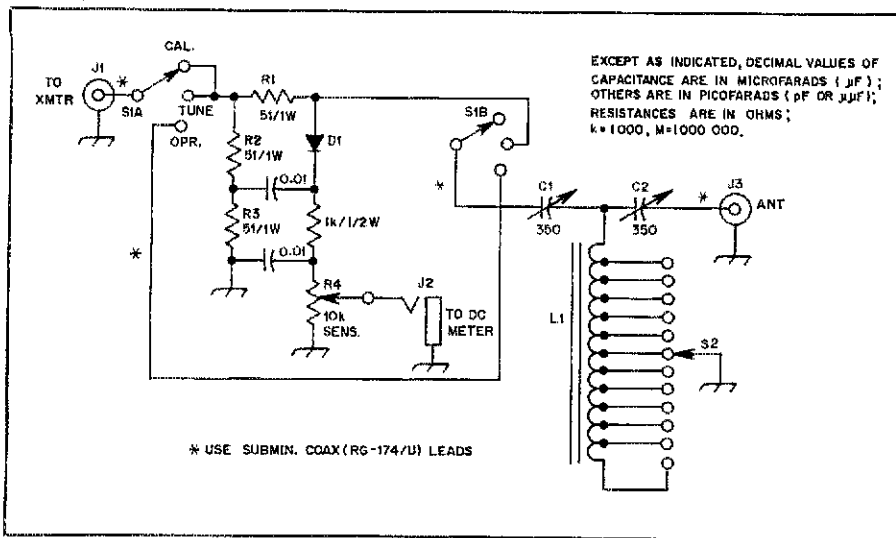 J1
TO
XMTR
*
S1A
CAL.
TUNE
OPR.
R1
51/1W
R2
51/1W
D1
0.01
R3
51/1W
1k/1/2W
0.01
R4
10k
SENS.
J2
TO DC
METER
*
S1B
*
C1
350
C2
350
*
J3
ANT
L1
S2
EXCEPT AS INDICATED, DECIMAL VALUES OF
CAPACITANCE ARE IN MICROFARADS ( µF ) ;
OTHERS ARE IN PICOFARADS ( pF OR µµF);
RESISTANCES ARE IN OHMS;
k=1000, M=1000 000.
* USE SUBMIN. COAX (RG-174/U) LEADS